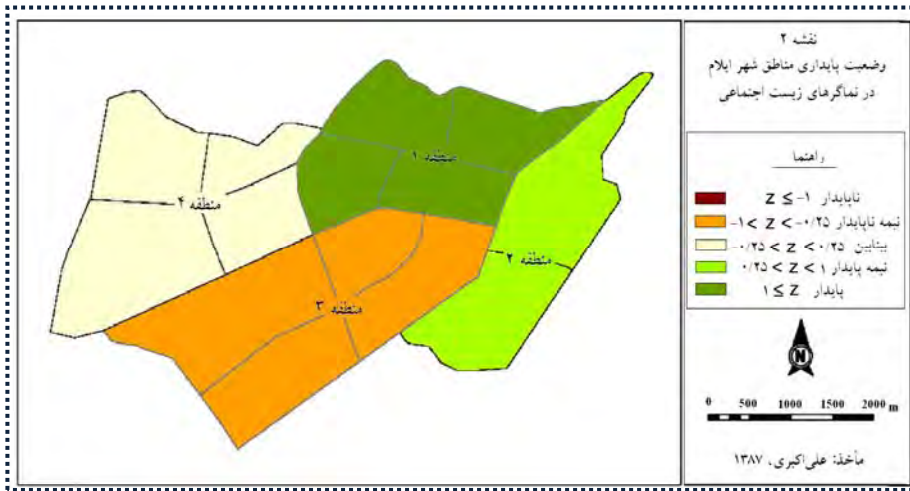 نقشه ۲
وضعیت پایداری مناطق شهر ایلام
در نماگرهای زیست اجتماعی
راهنما
ناپایدار Z ≤ -۱
نیمه ناپایدار -۱ < Z < -۰/۲۵
بینابین -۰/۲۵ < Z < ۰/۲۵
نیمه پایدار ۰/۲۵ < Z < ۱
پایدار ۱ ≤ Z
N
0 500 1000 1500 2000 m
مأخذ: علی‌اکبری، ۱۳۸۷
منطقه ۱
منطقه ۴
منطقه ۲
منطقه ۳